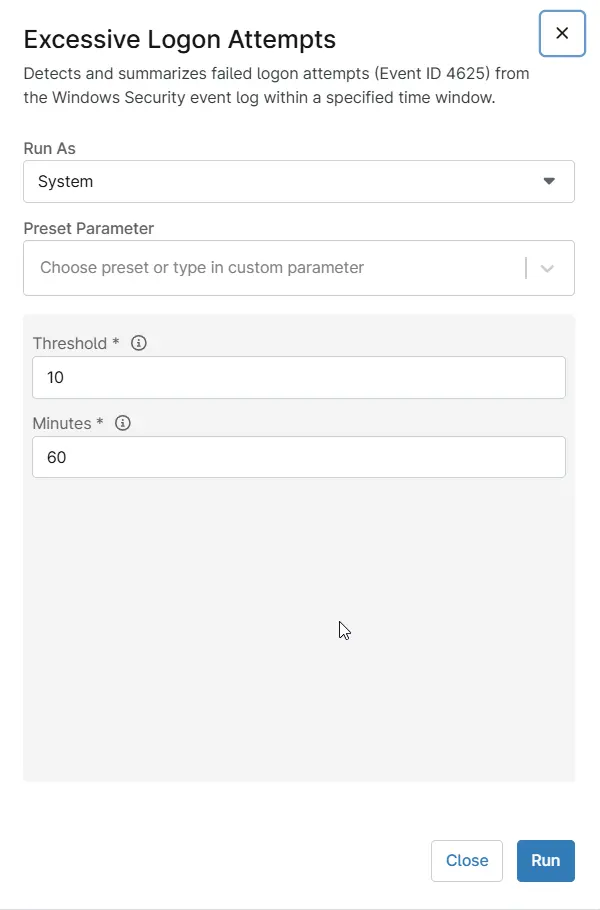 Excessive Logon Attempts
Detects and summarizes failed logon attempts (Event ID 4625) from
the Windows Security event log within a specified time window.
Run As
System
Preset Parameter
Choose preset or type in custom parameter
Threshold *
10
Minutes *
60
Close
Run